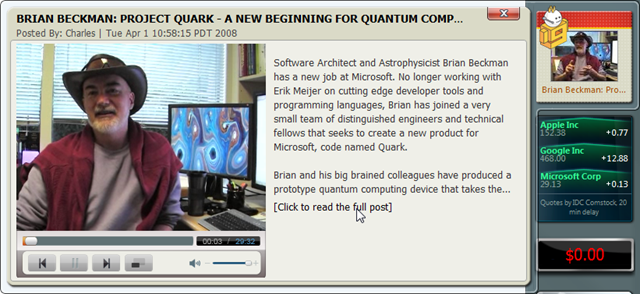 BRIAN BECKMAN: PROJECT QUARK - A NEW BEGINNING FOR QUANTUM COMP...
Posted By: Charles | Tue Apr 1 10:58:15 PDT 2008
Software Architect and Astrophysicist Brian Beckman
has a new job at Microsoft. No longer working with
Erik Meijer on cutting edge developer tools and
programming languages, Brian has joined a very
small team of distinguished engineers and technical
fellows that seeks to create a new product for
Microsoft, code named Quark.
Brian and his big brained colleagues have produced a
prototype quantum computing device that takes the...
[Click to read the full post]
00:03 / 29:32
Brian Beckman: Pro...
Apple Inc
152.38 +0.77
Google Inc
468.00 +12.88
Microsoft Corp
29.13 +0.13
Quotes by IDC Comstock, 20
min delay
$0.00